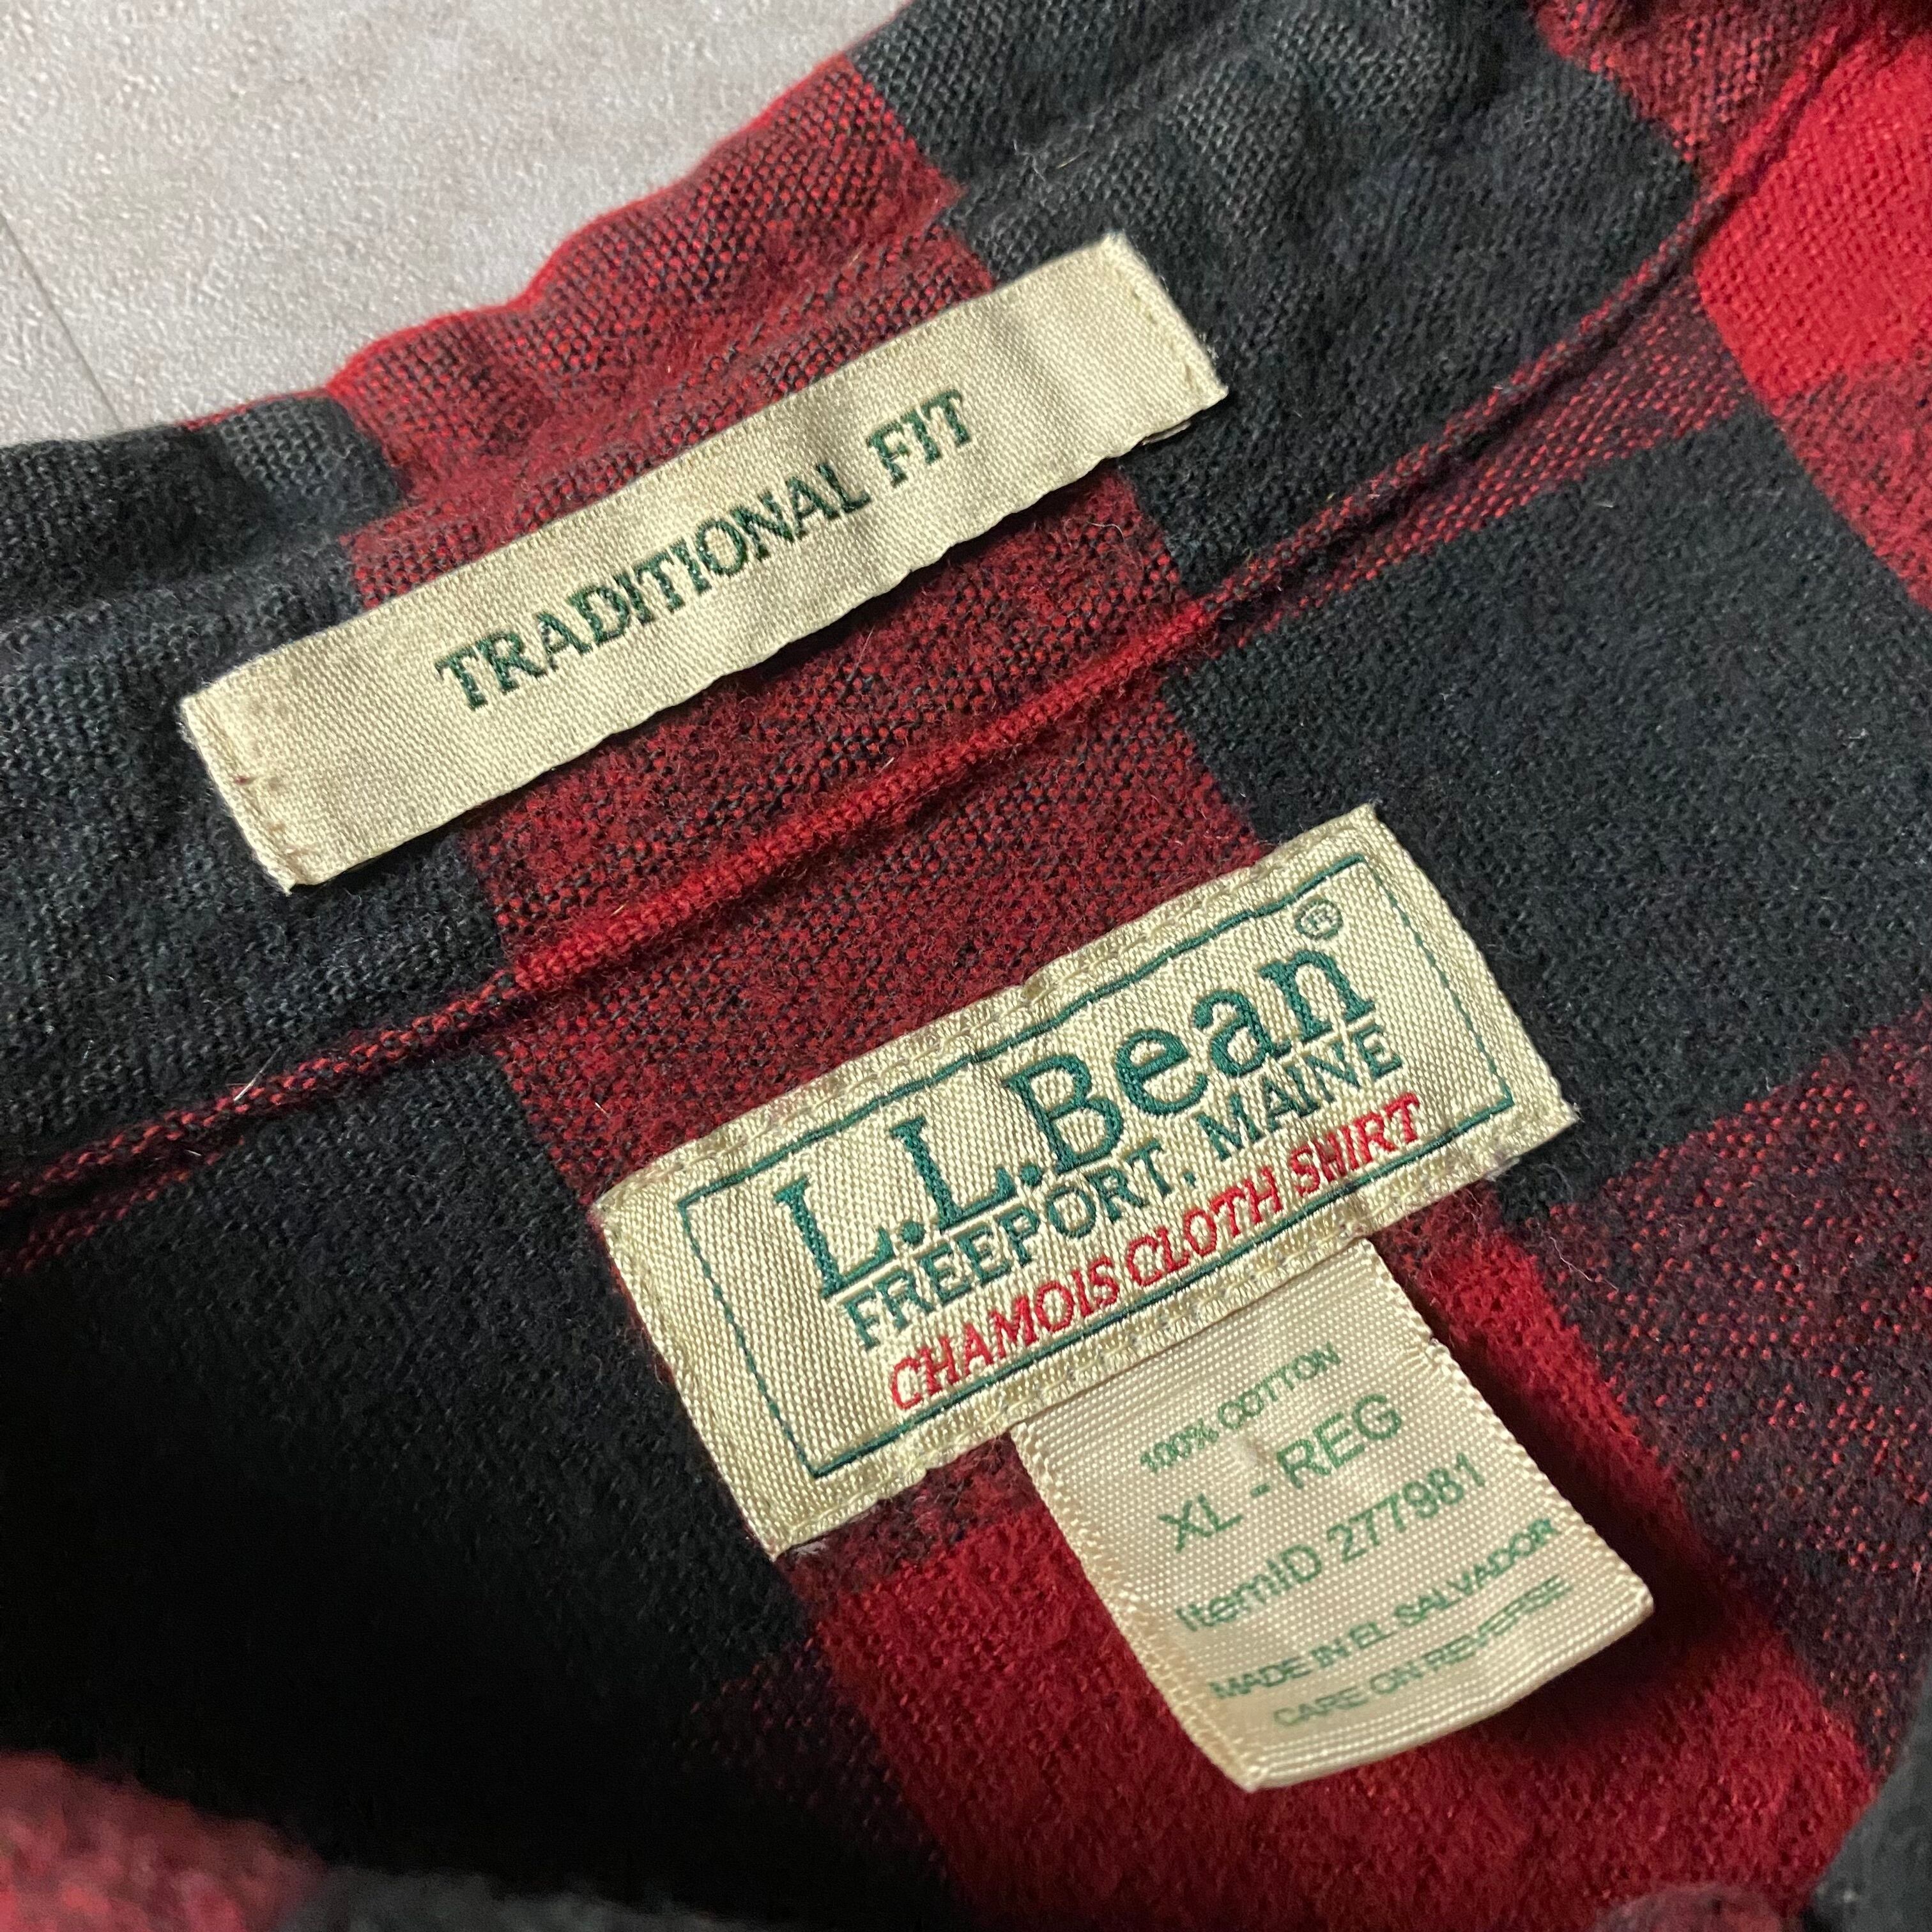 TRADITIONAL FIT
L.L.Bean®
FREEPORT, MAINE
CHAMOIS CLOTH SHIRT
100% COTTON
XL - REG
ItemID 277981
MADE IN EL SALVADOR
CARE ON REVERSE